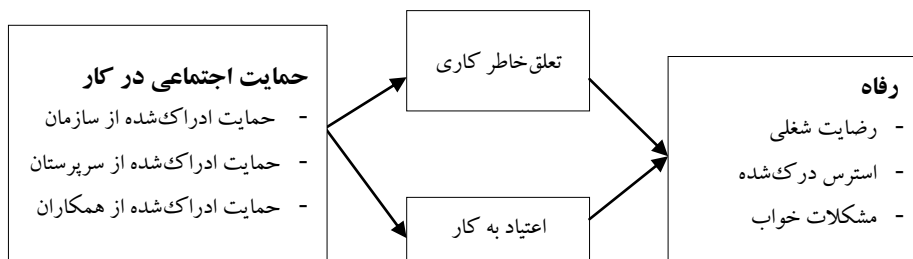 حمایت اجتماعی در کار
- حمایت ادراک‌شده از سازمان
- حمایت ادراک‌شده از سرپرستان
- حمایت ادراک‌شده از همکاران
تعلق‌خاطر کاری
اعتیاد به کار
رفاه
- رضایت شغلی
- استرس درک‌شده
- مشکلات خواب